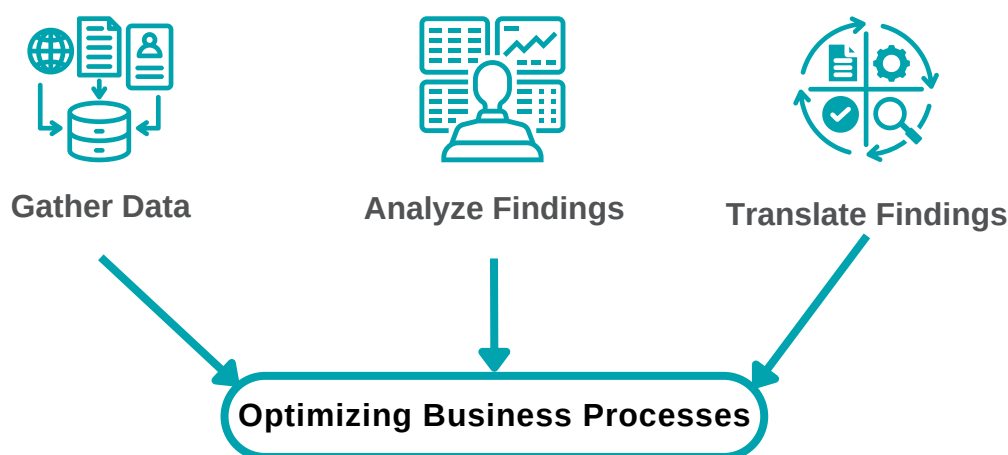 Gather Data
Analyze Findings
Translate Findings
Optimizing Business Processes